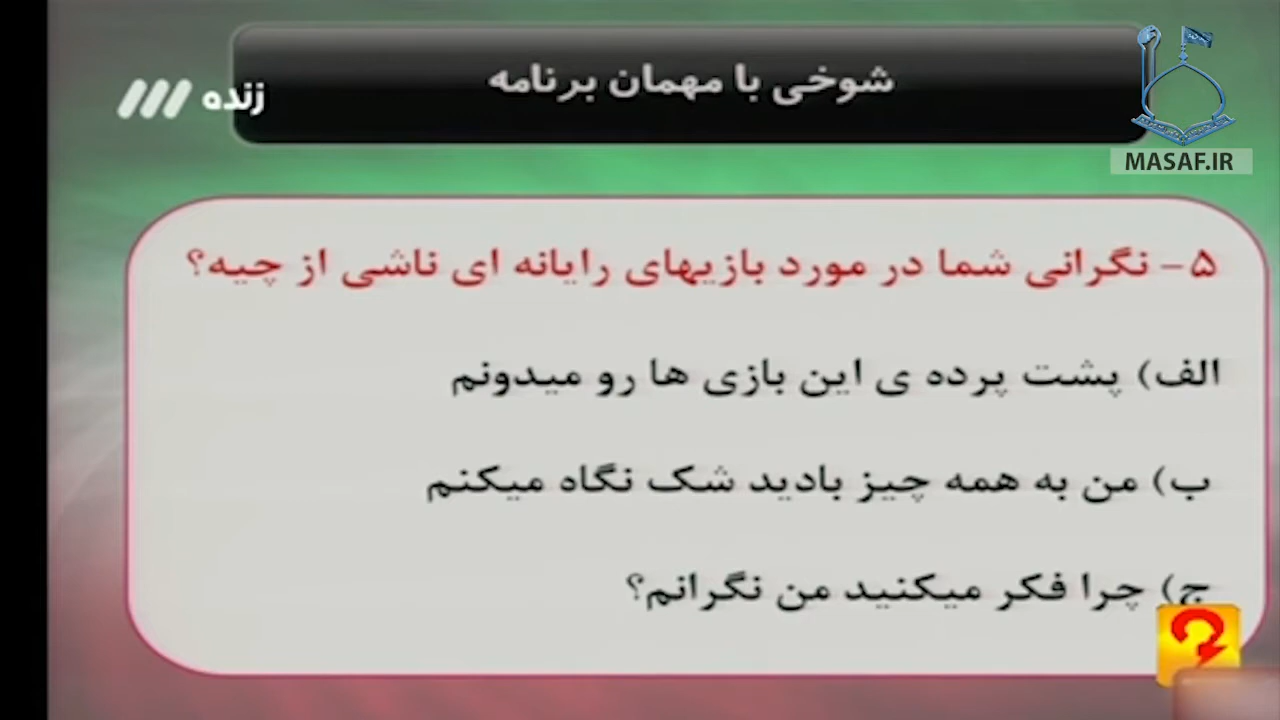 شوخی با مهمان برنامه
زنده
MASAF.IR
۵- نگرانی شما در مورد بازیهای رایانه ای ناشی از چیه؟
الف) پشت پرده ی این بازی ها رو میدونم
ب) من به همه چیز بادید شک نگاه میکنم
ج) چرا فکر میکنید من نگرانم؟